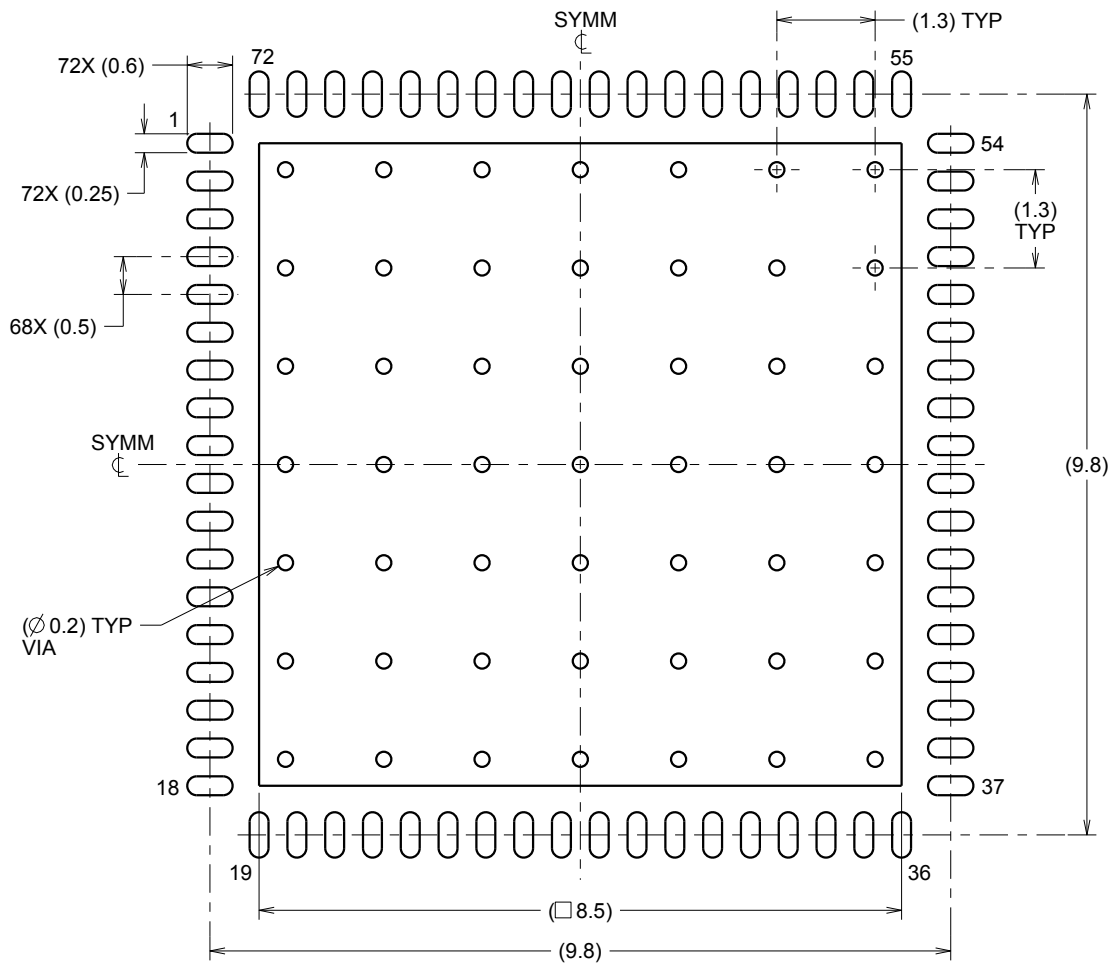 SYMM
℄
(1.3) TYP
72X (0.6)
72
55
1
54
72X (0.25)
(1.3)
TYP
68X (0.5)
SYMM
℄
(9.8)
(∅ 0.2) TYP
VIA
18
37
19
36
(□ 8.5)
(9.8)